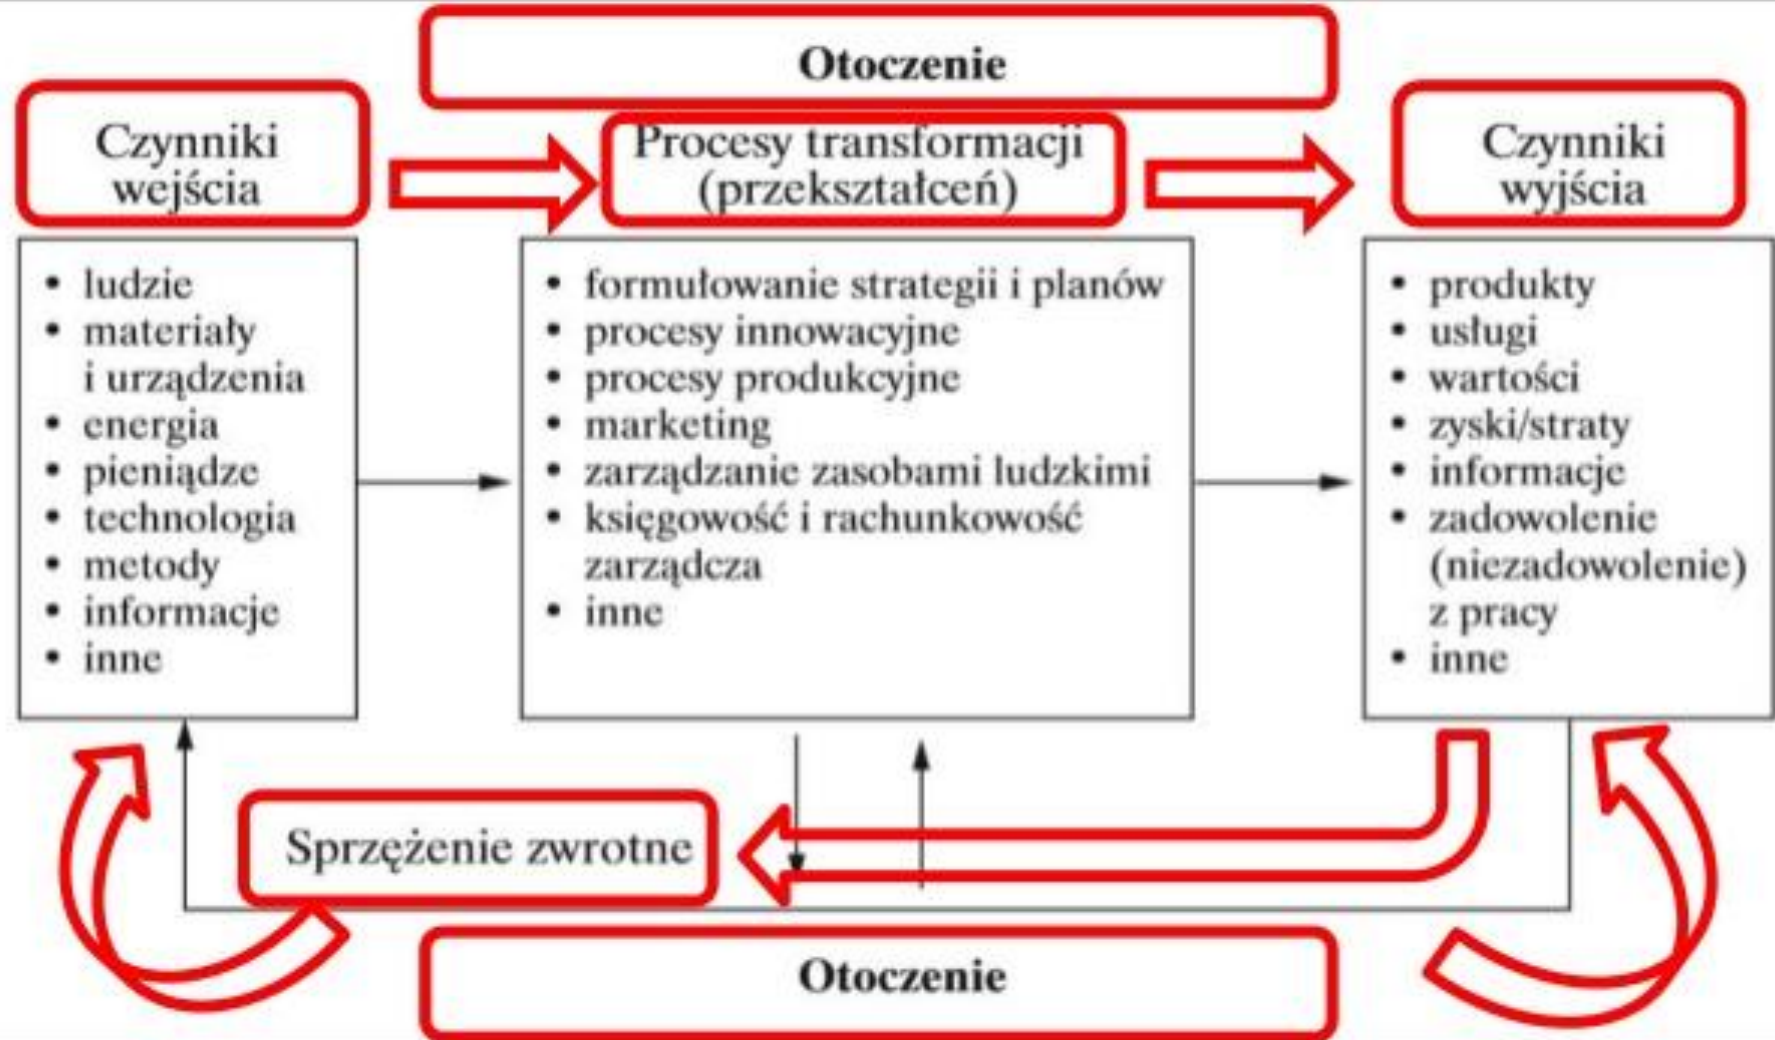 Otoczenie
Czynniki
wejścia
Procesy transformacji
(przekształceń)
Czynniki
wyjścia
• ludzie
• materiały
i urządzenia
• energia
• pieniądze
• technologia
• metody
• informacje
• inne
• formułowanie strategii i planów
• procesy innowacyjne
• procesy produkcyjne
• marketing
• zarządzanie zasobami ludzkimi
• księgowość i rachunkowość
zarządcza
• inne
• produkty
• usługi
• wartości
• zyski/straty
• informacje
• zadowolenie
(niezadowolenie)
z pracy
• inne
Sprzężenie zwrotne
Otoczenie